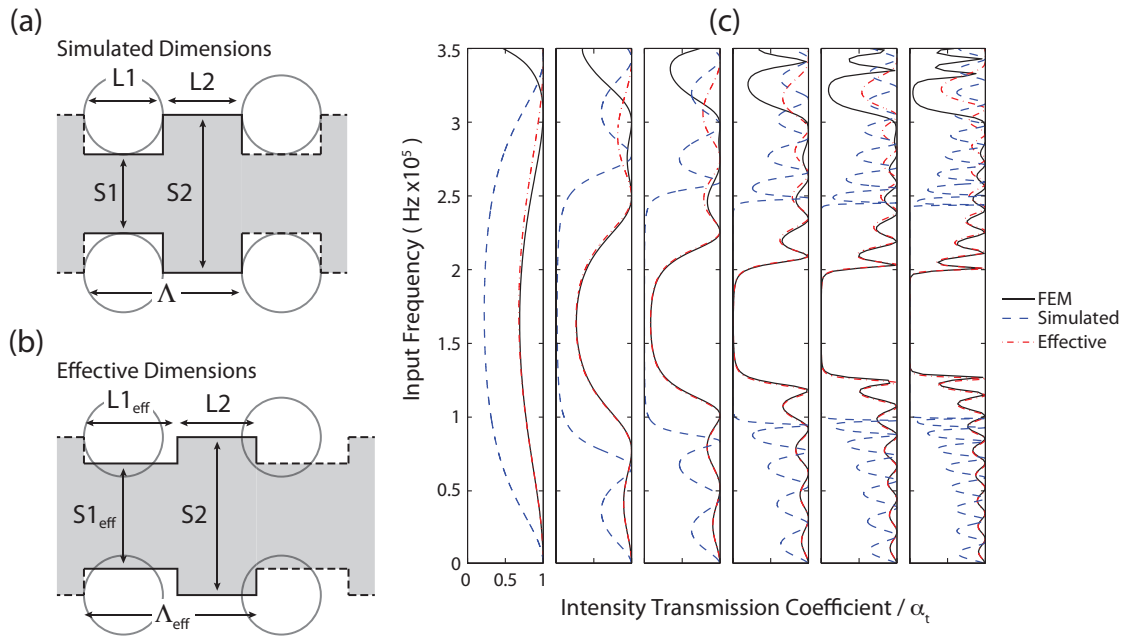 (a)
Simulated Dimensions
L1
L2
S1
S2
Λ
(b)
Effective Dimensions
L1eff
L2
S1eff
S2
Λeff
(c)
Input Frequency ( Hz x10⁵ )
3.5
3
2.5
2
1.5
1
0.5
0
0 0.5 1
Intensity Transmission Coefficient / αt
FEM
Simulated
Effective